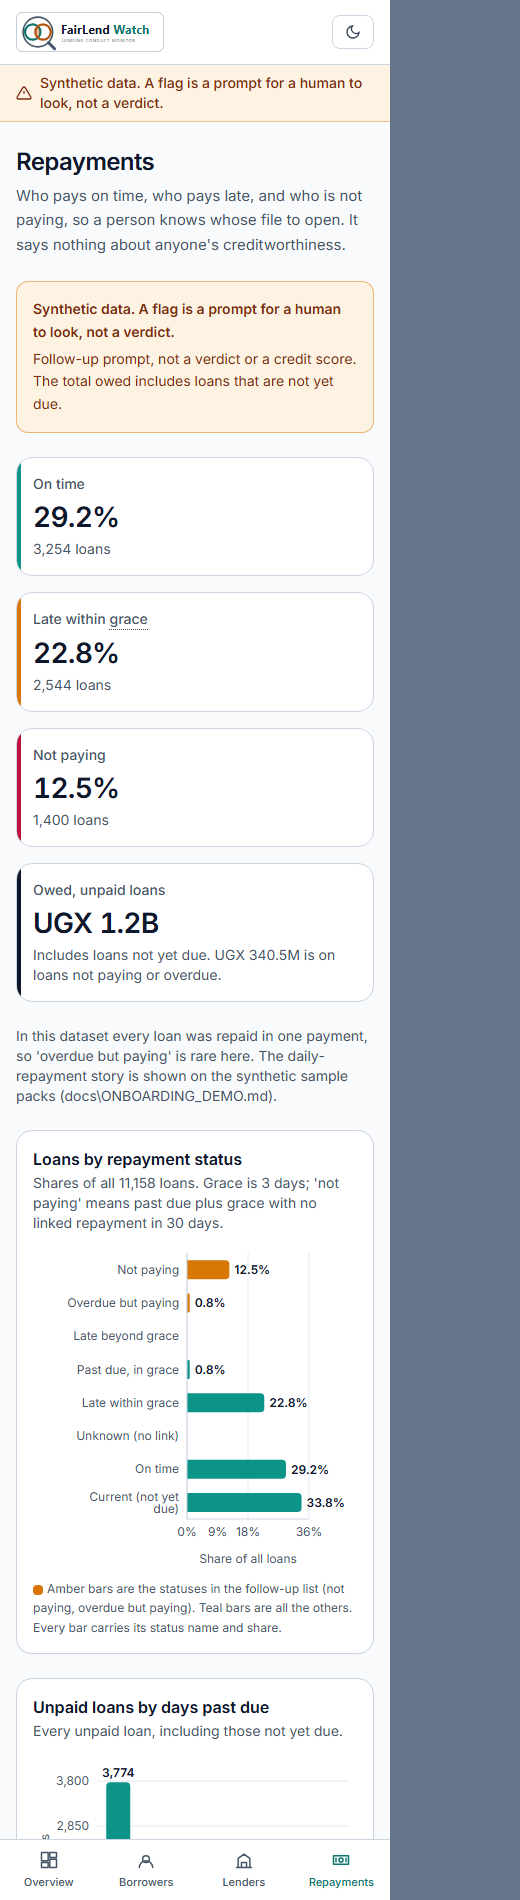 FairLend Watch
LENDING CONDUCT MONITOR
Synthetic data. A flag is a prompt for a human to
look, not a verdict.
Repayments
Who pays on time, who pays late, and who is not
paying, so a person knows whose file to open. It
says nothing about anyone's creditworthiness.
Synthetic data. A flag is a prompt for a human
to look, not a verdict.
Follow-up prompt, not a verdict or a credit score.
The total owed includes loans that are not yet
due.
On time
29.2%
3,254 loans
Late within grace
22.8%
2,544 loans
Not paying
12.5%
1,400 loans
Owed, unpaid loans
UGX 1.2B
Includes loans not yet due. UGX 340.5M is on
loans not paying or overdue.
In this dataset every loan was repaid in one payment,
so 'overdue but paying' is rare here. The daily-
repayment story is shown on the synthetic sample
packs (docs\ONBOARDING_DEMO.md).
Loans by repayment status
Shares of all 11,158 loans. Grace is 3 days; 'not
paying' means past due plus grace with no
linked repayment in 30 days.
Not paying 12.5%
Overdue but paying 0.8%
Late beyond grace
Past due, in grace 0.8%
Late within grace 22.8%
Unknown (no link)
On time 29.2%
Current (not yet
due) 33.8%
0% 9% 18% 36%
Share of all loans
Amber bars are the statuses in the follow-up list (not
paying, overdue but paying). Teal bars are all the others.
Every bar carries its status name and share.
Unpaid loans by days past due
Every unpaid loan, including those not yet due.
3,774
3,800
2,850
Overview Borrowers Lenders Repayments